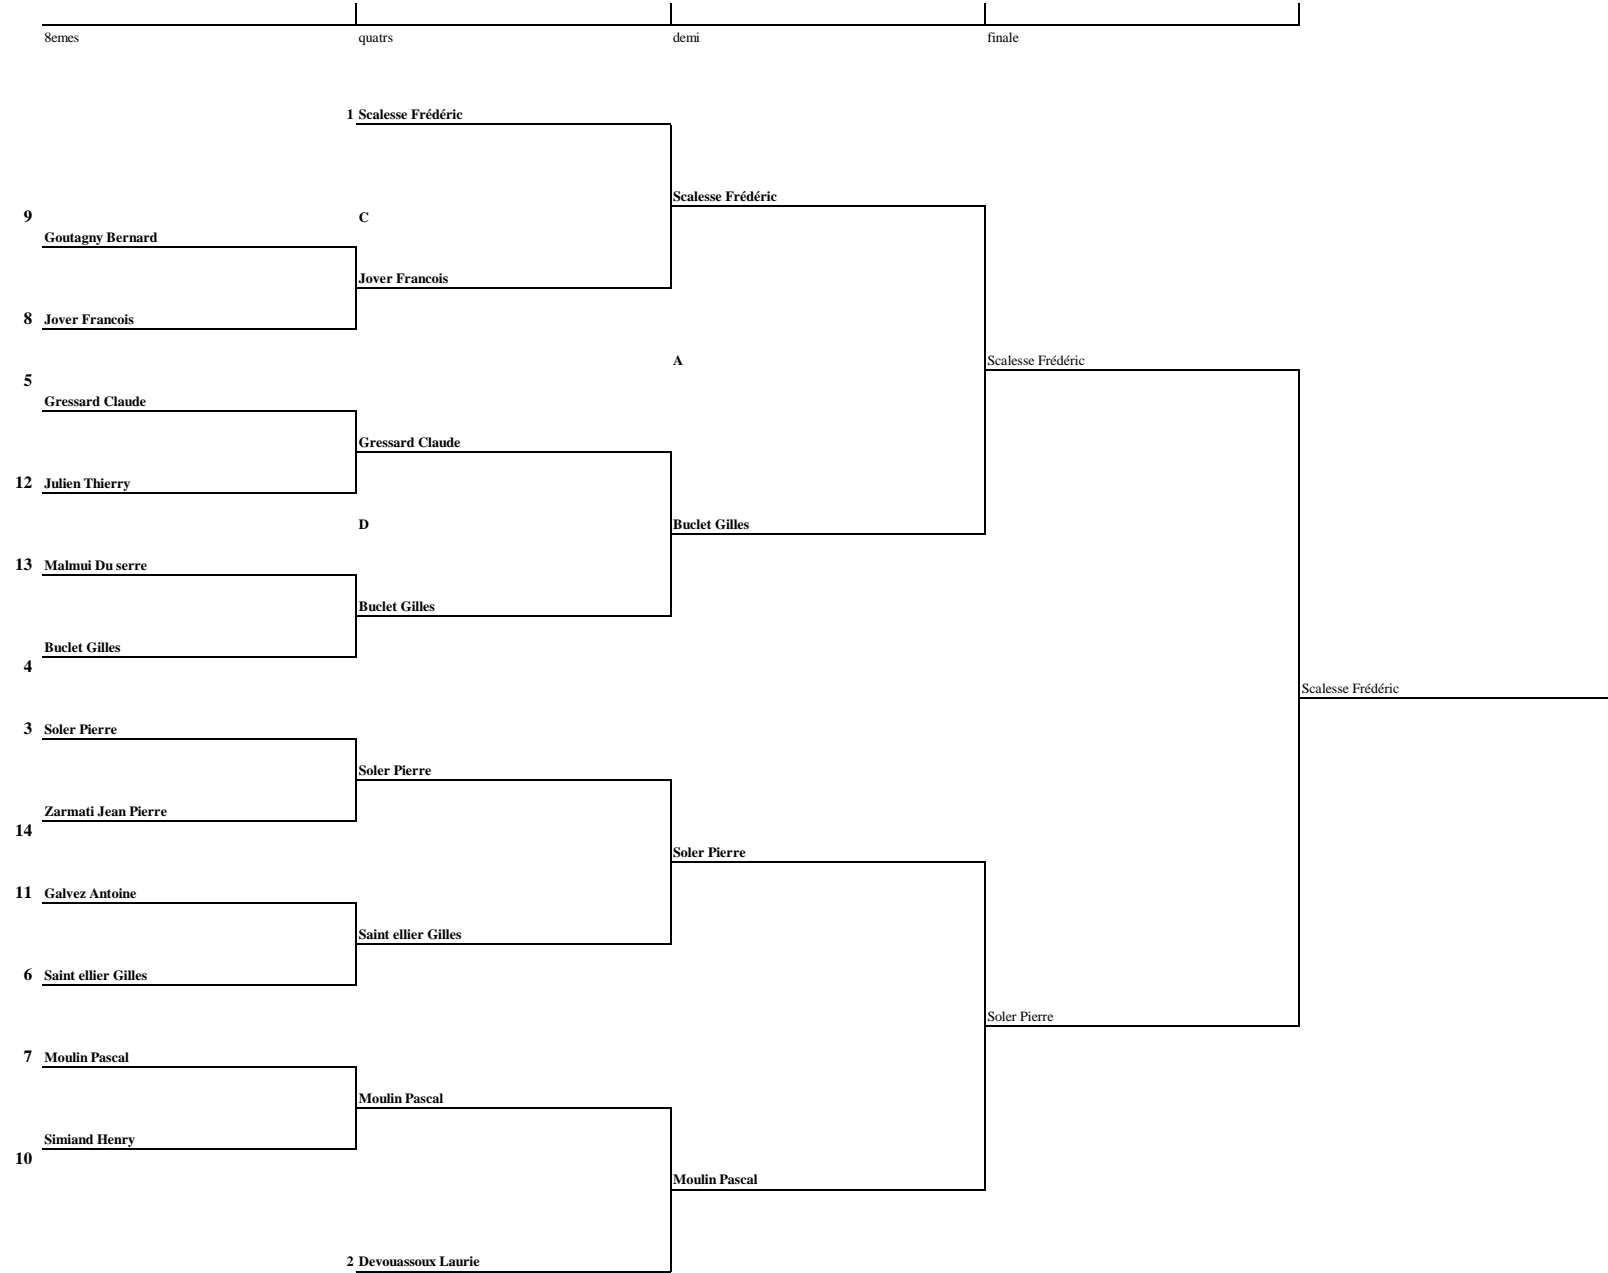 8emes quatrs demi finale
1 Scalesse Frédéric
Scalesse Frédéric
9 C
Goutagny Bernard
Jover Francois
8 Jover Francois
A Scalesse Frédéric
5
Gressard Claude
Gressard Claude
12 Julien Thierry
D Buclet Gilles
13 Malmui Du serre
Buclet Gilles
Buclet Gilles
4
Scalesse Frédéric
3 Soler Pierre
Soler Pierre
Zarmati Jean Pierre
14
Soler Pierre
11 Galvez Antoine
Saint ellier Gilles
6 Saint ellier Gilles
Soler Pierre
7 Moulin Pascal
Moulin Pascal
Simiand Henry
10
Moulin Pascal
2 Devouassoux Laurie